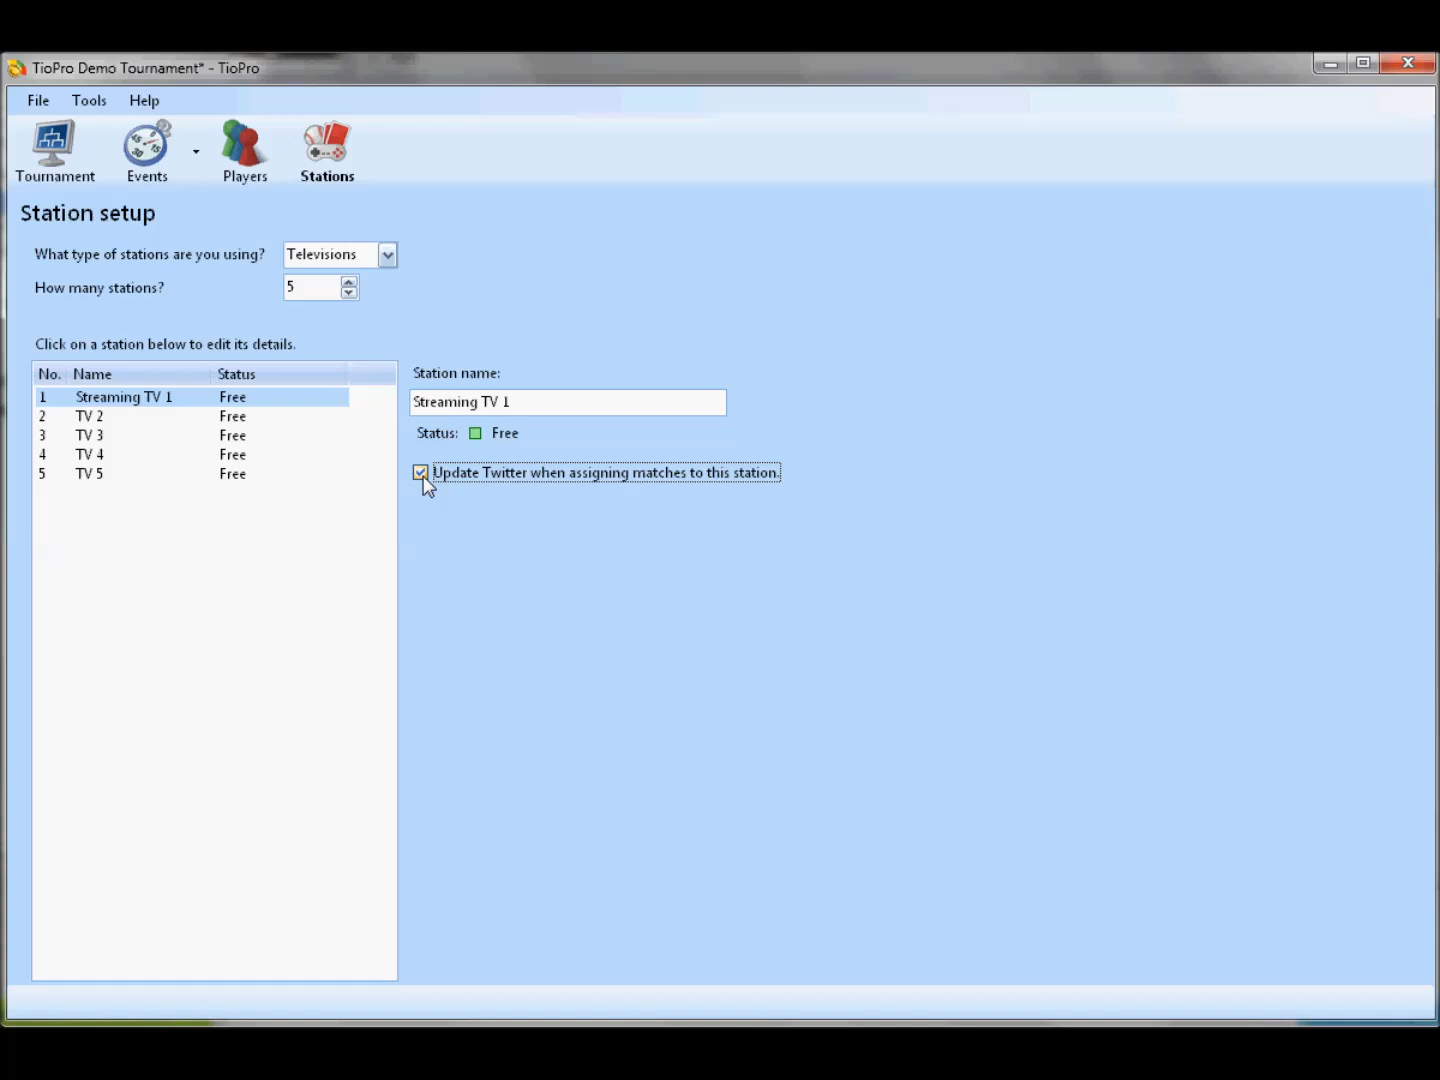 TioPro Demo Tournament* - TioPro
File Tools Help
Tournament Events Players Stations
Station setup
What type of stations are you using? Televisions
How many stations? 5
Click on a station below to edit its details.
No. Name Status
1 Streaming TV 1 Free
2 TV 2 Free
3 TV 3 Free
4 TV 4 Free
5 TV 5 Free
Station name:
Streaming TV 1
Status: Free
Update Twitter when assigning matches to this station.